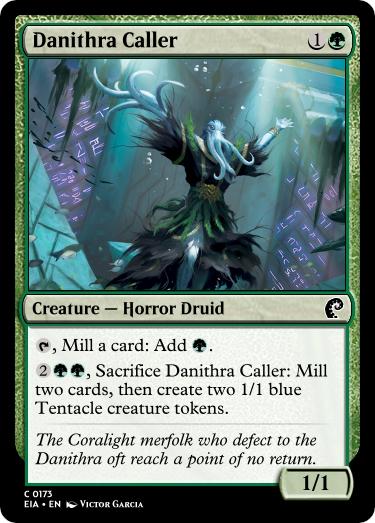 Danithra Caller 1
Creature — Horror Druid
, Mill a card: Add .
2, Sacrifice Danithra Caller: Mill
two cards, then create two 1/1 blue
Tentacle creature tokens.
The Coralight merfolk who defect to the
Danithra oft reach a point of no return.
1/1
C 0173
EIA • EN VICTOR GARCIA